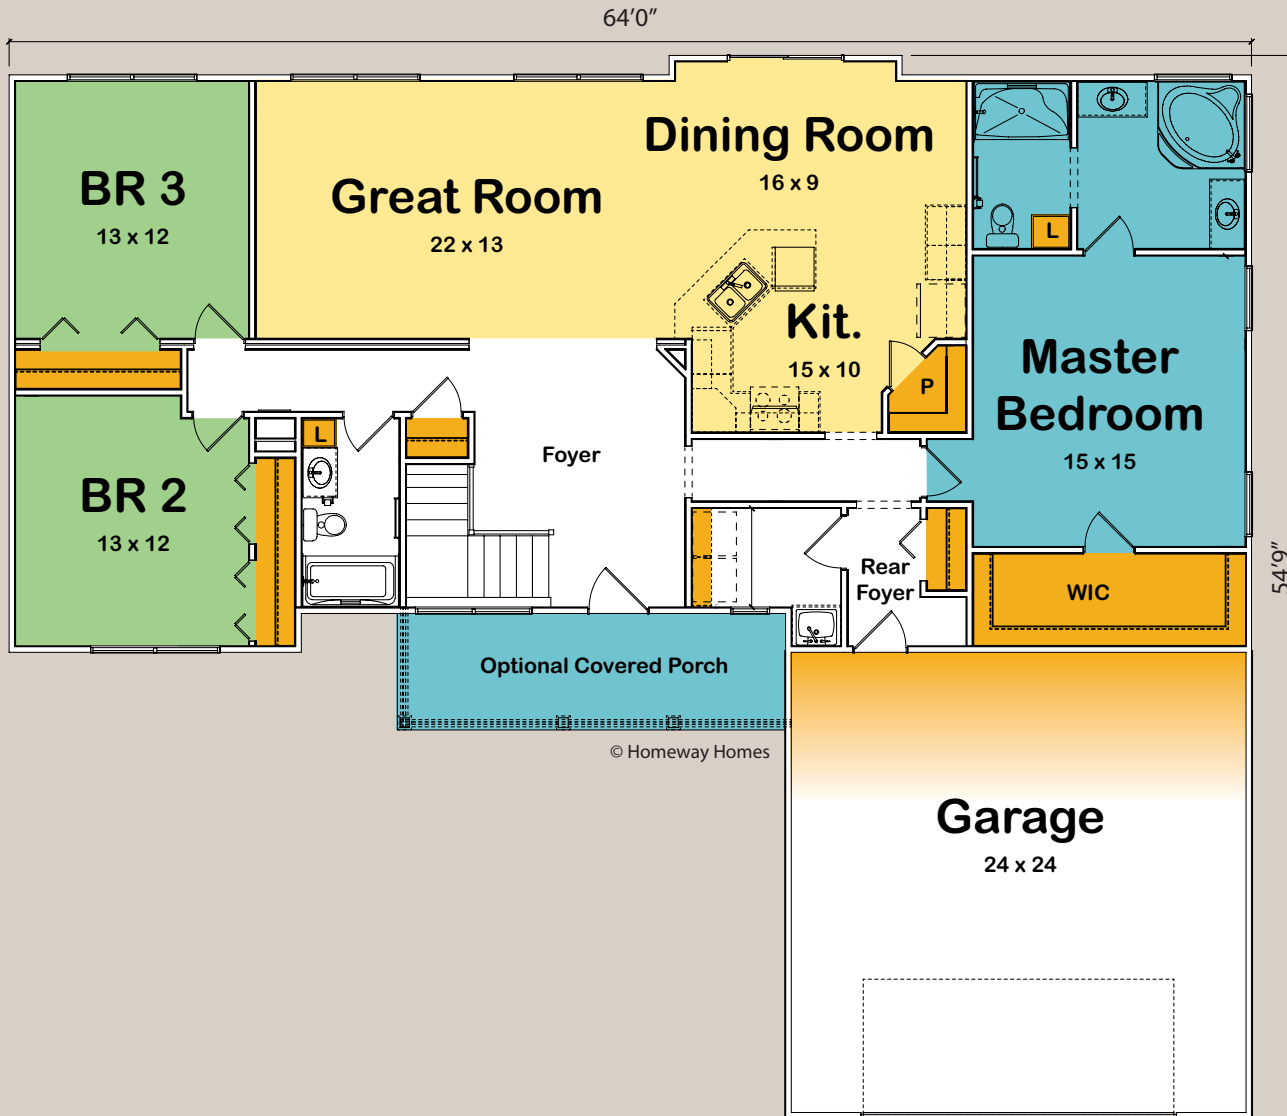 64'0"
Dining Room
16 x 9
BR 3
13 x 12
Great Room
22 x 13
L
Kit.
15 x 10
Master
Bedroom
15 x 15
P
L
Foyer
BR 2
13 x 12
Rear
Foyer
WIC
54'9"
Optional Covered Porch
© Homeway Homes
Garage
24 x 24